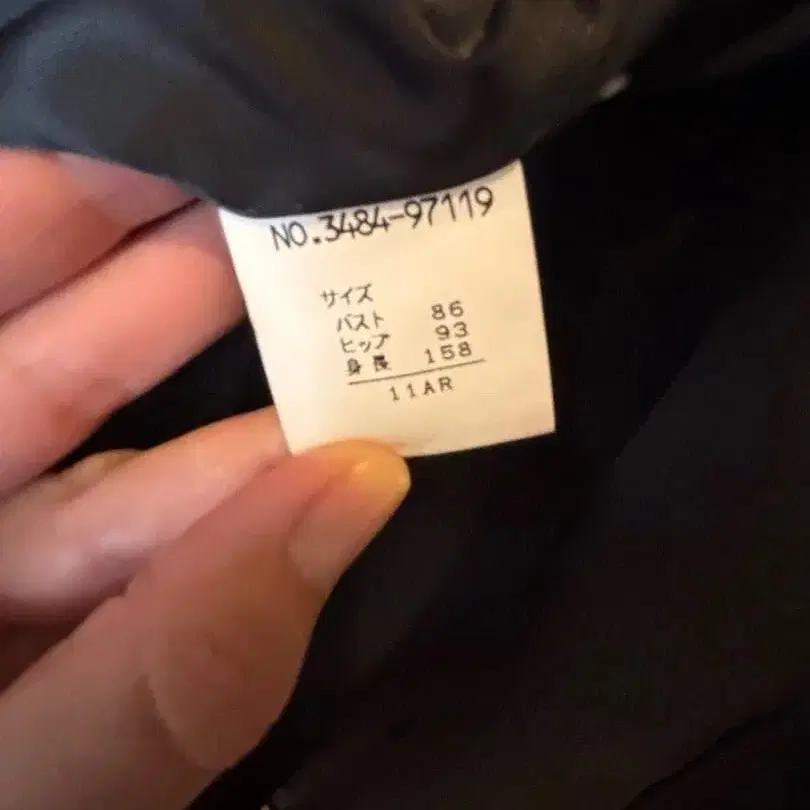 NO.3484-97119
サイズ
バスト 86
ヒップ 93
身長 158
11AR